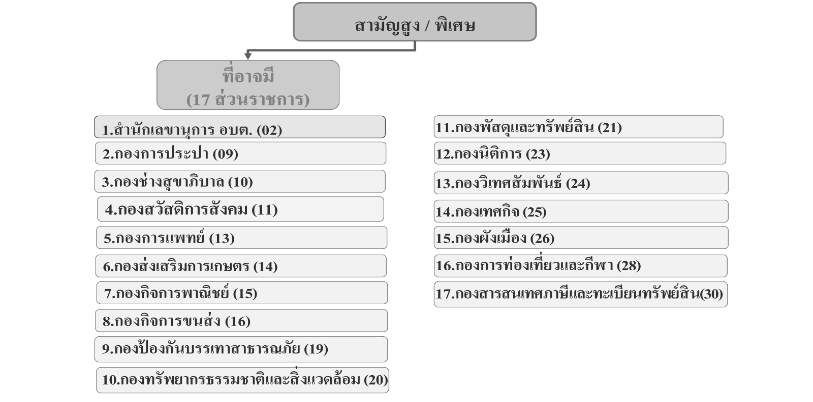 สามัญสูง / พิเศษ
ที่อาจมี
(17 ส่วนราชการ)
1.สำนักเลขานุการ อบต. (02)
2.กองการประปา (09)
3.กองช่างสุขาภิบาล (10)
4.กองสวัสดิการสังคม (11)
5.กองการแพทย์ (13)
6.กองส่งเสริมการเกษตร (14)
7.กองกิจการพาณิชย์ (15)
8.กองกิจการขนส่ง (16)
9.กองป้องกันบรรเทาสาธารณภัย (19)
10.กองทรัพยากรธรรมชาติและสิ่งแวดล้อม (20)
11.กองพัสดุและทรัพย์สิน (21)
12.กองนิติการ (23)
13.กองวิเทศสัมพันธ์ (24)
14.กองเทศกิจ (25)
15.กองผังเมือง (26)
16.กองการท่องเที่ยวและกีฬา (28)
17.กองสารสนเทศภาษีและทะเบียนทรัพย์สิน(30)